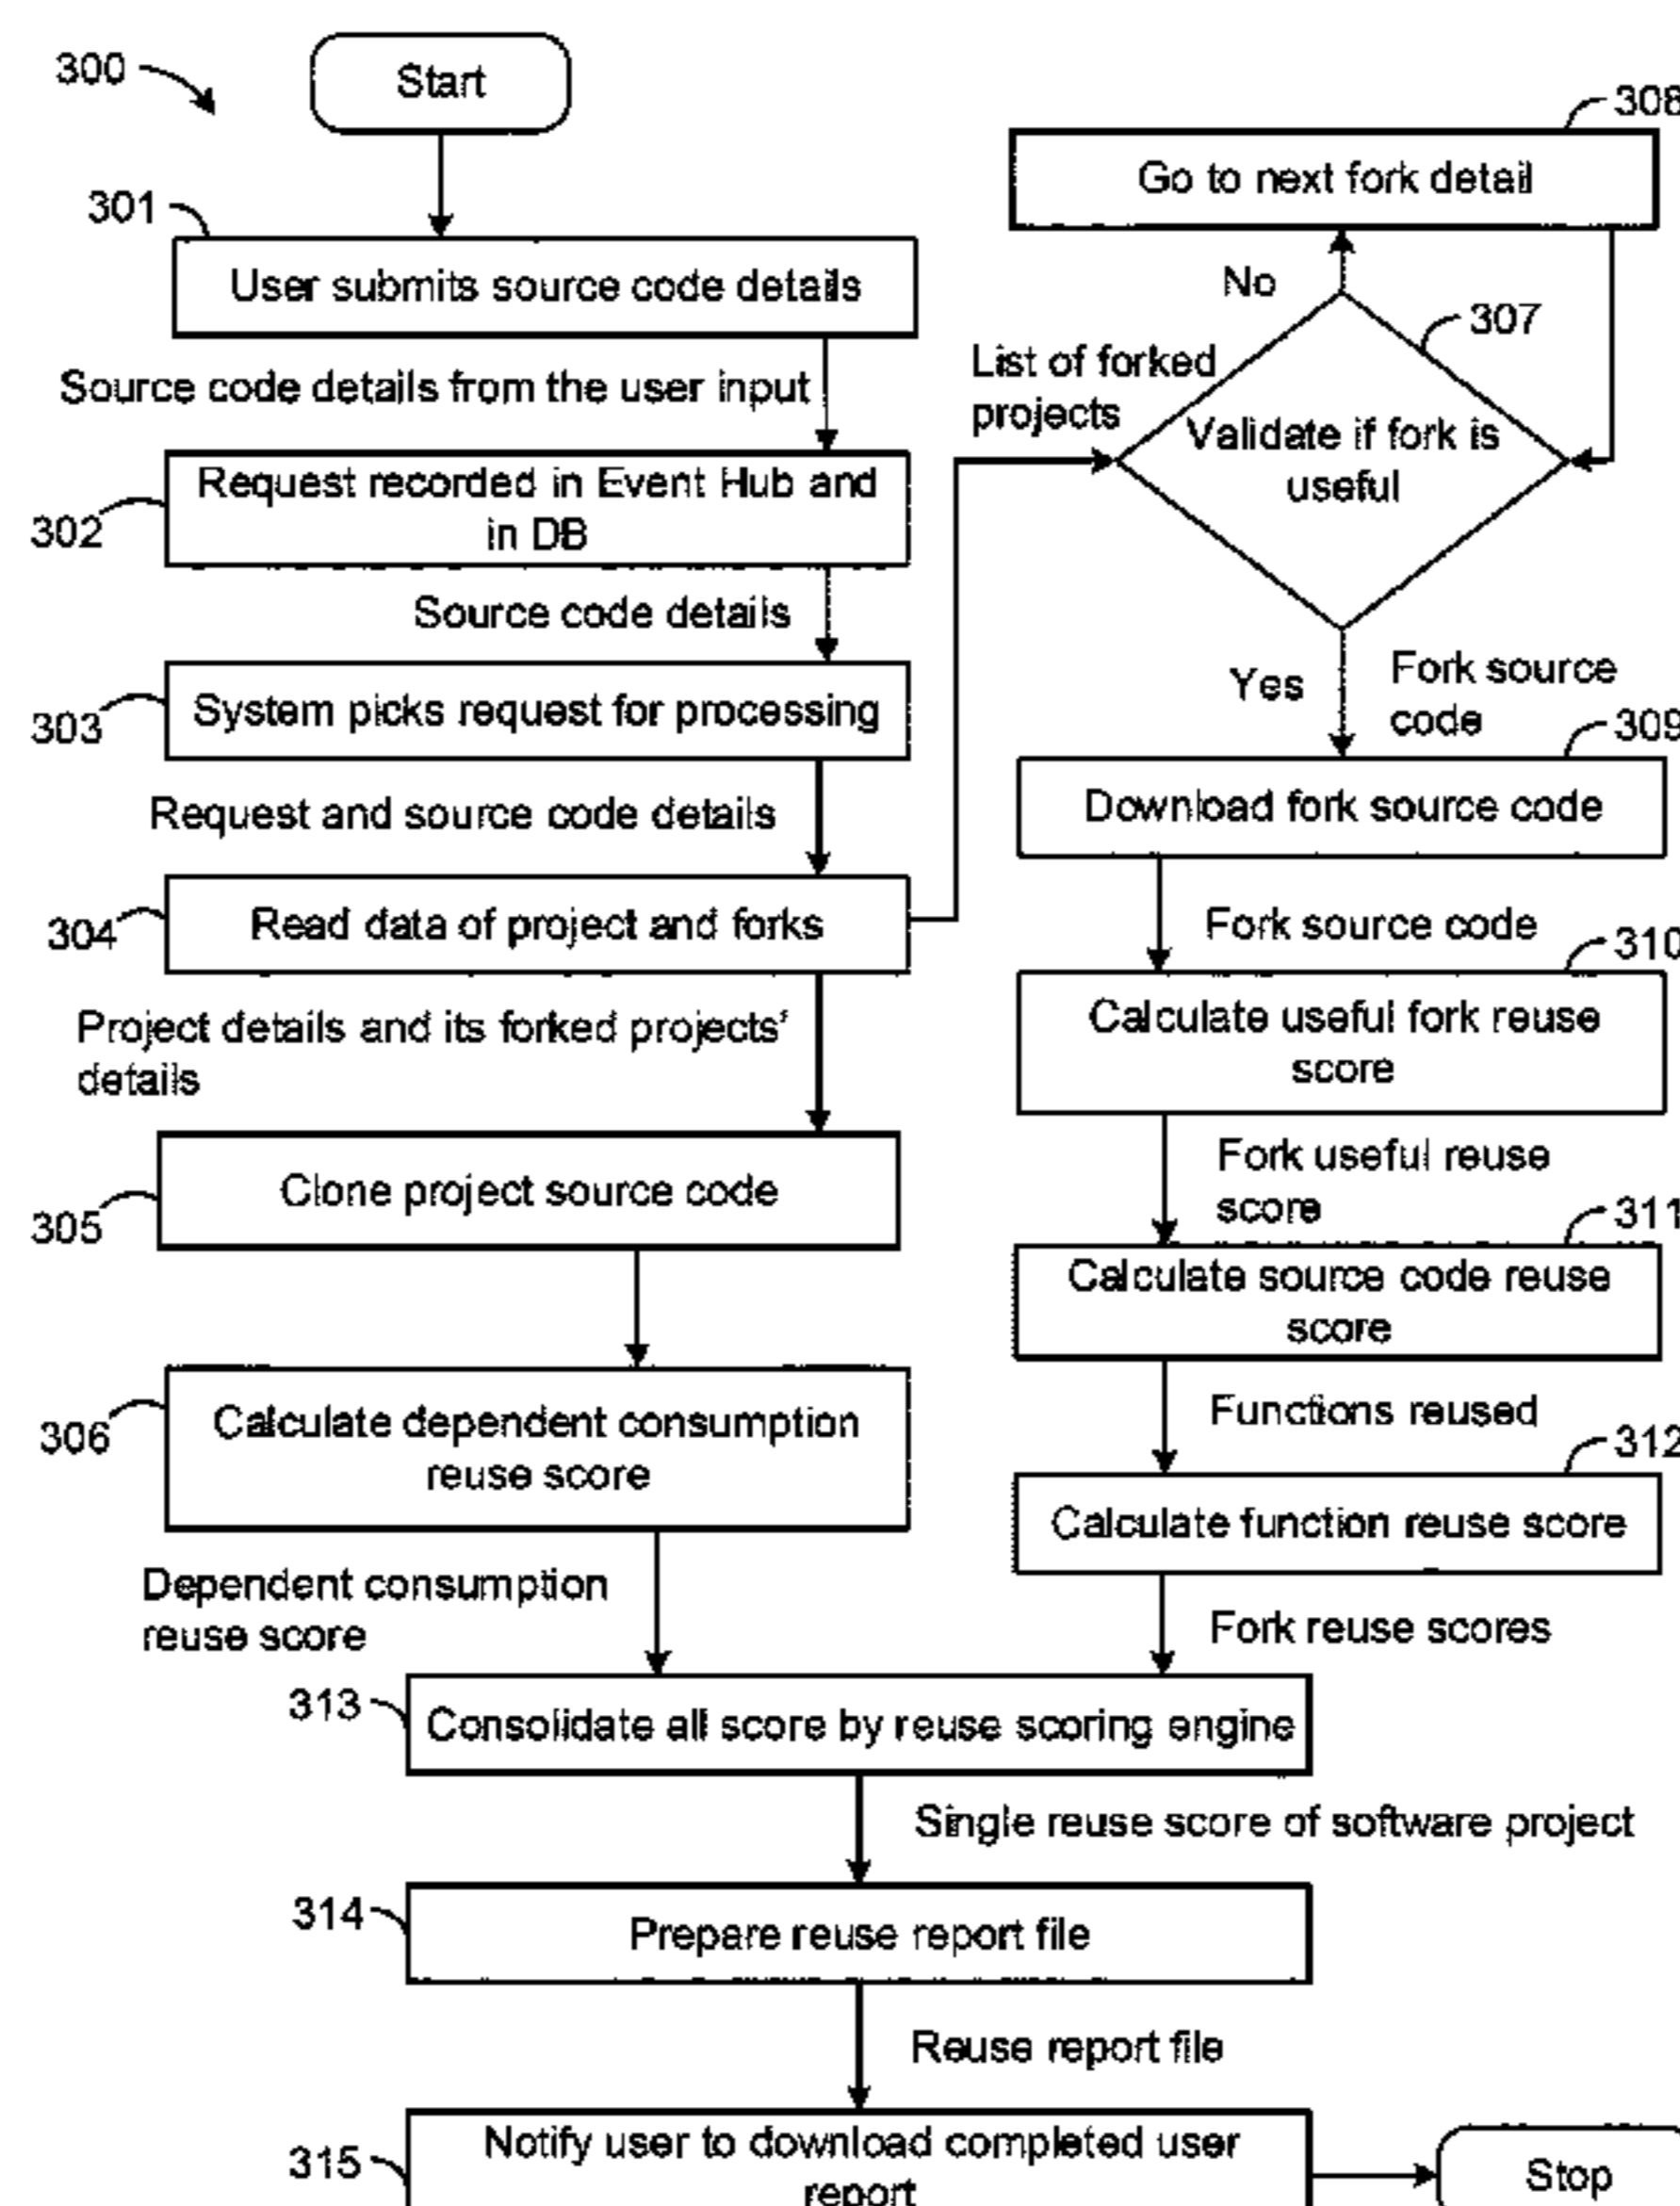 300
Start
301
User submits source code details
Source code details from the user input
302
Request recorded in Event Hub and
in DB
Source code details
303
System picks request for processing
Request and source code details
304
Read data of project and forks
Project details and its forked projects'
details
305
Clone project source code
306
Calculate dependent consumption
reuse score
Dependent consumption
reuse score
308
Go to next fork detail
No
307
List of forked
projects
Validate if fork is
useful
Yes
Fork source
code
309
Download fork source code
Fork source code
310
Calculate useful fork reuse
score
Fork useful reuse
score
311
Calculate source code reuse
score
Functions reused
312
Calculate function reuse score
Fork reuse scores
313
Consolidate all score by reuse scoring engine
Single reuse score of software project
314
Prepare reuse report file
Reuse report file
315
Notify user to download completed user
report
Stop